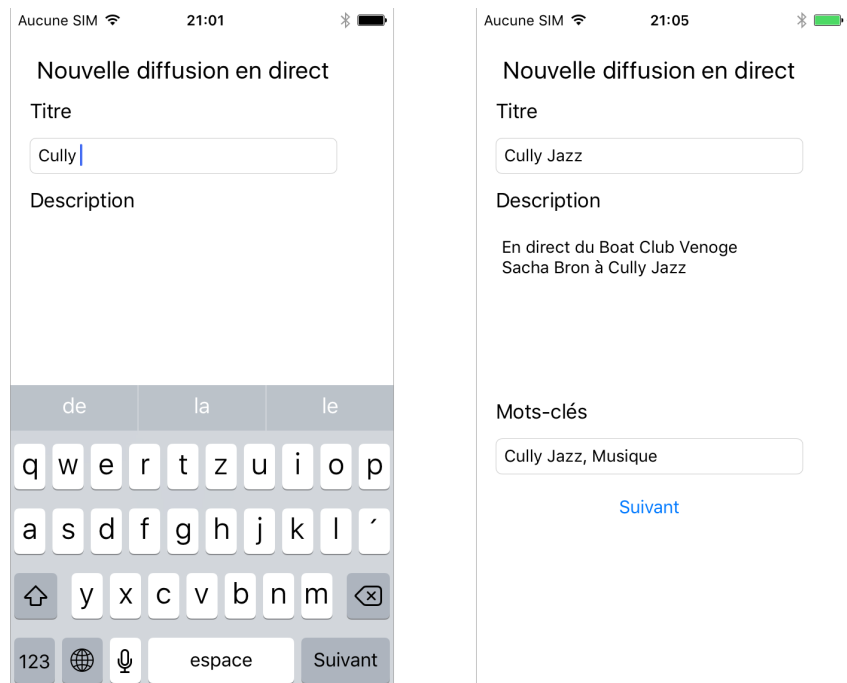 Aucune SIM 21:01
Nouvelle diffusion en direct
Titre
Cully
Description
de la le
q w e r t z u i o p
a s d f g h j k l ´
y x c v b n m
123 espace Suivant
Aucune SIM 21:05
Nouvelle diffusion en direct
Titre
Cully Jazz
Description
En direct du Boat Club Venoge
Sacha Bron à Cully Jazz
Mots-clés
Cully Jazz, Musique
Suivant